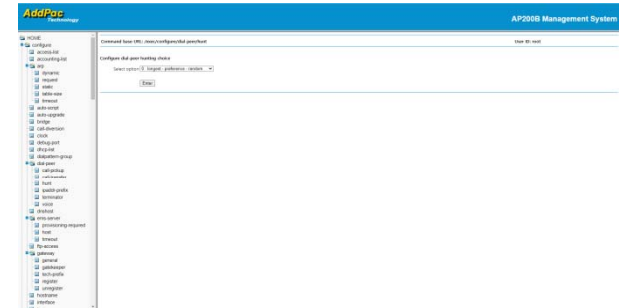 AddPac
Technology
AP200B Management System
HOME
configure
access-list
accounting-list
arp
dynamic
request
static
table-size
timeout
auto-script
auto-upgrade
bridge
call-diversion
clock
debug-port
dhcp-list
dialpattern-group
dial-peer
call-pickup
call-transfer
hunt
ipaddr-prefix
terminator
voice
dnshost
ems-server
provisioning-required
host
timeout
ftp-access
gateway
general
gatekeeper
tech-prefix
register
unregister
hostname
interface
Command base URL: /exec/configure/dial-peer/hunt
User ID: root
Configure dial-peer hunting choice
Select option 0 longest - preference - random
Enter